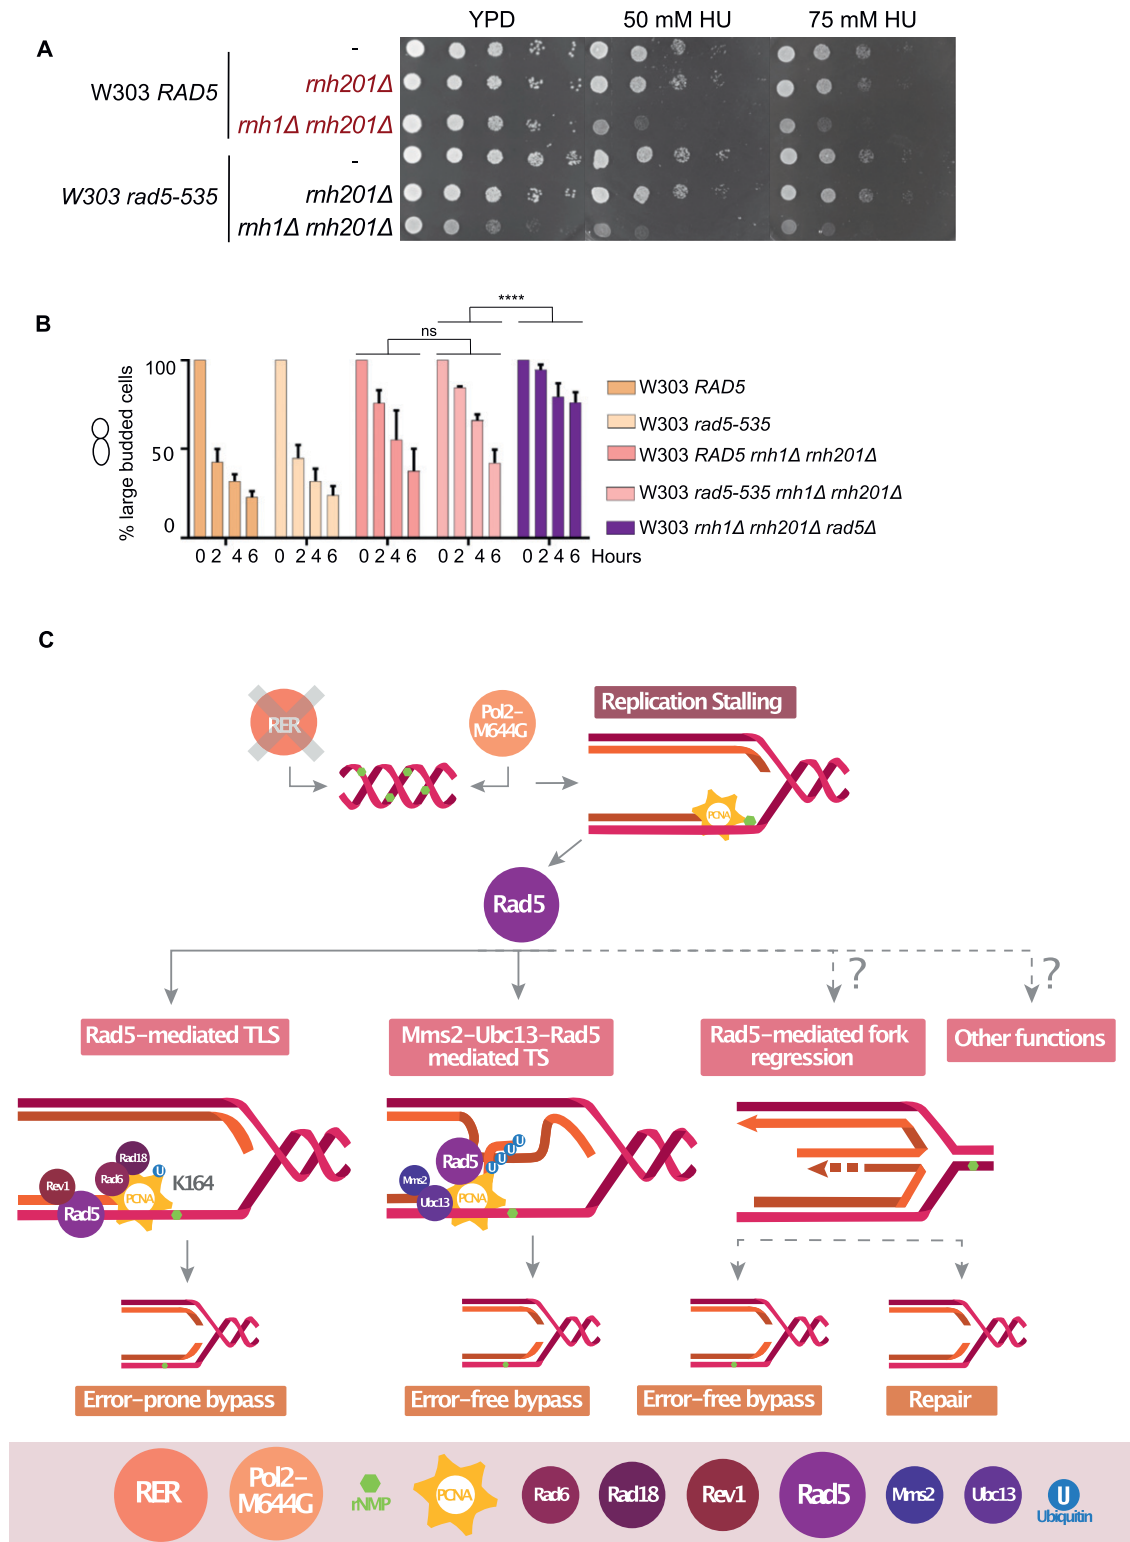 A
YPD 50 mM HU 75 mM HU
W303 RAD5
-
rnh201Δ
rnh1Δ rnh201Δ
W303 rad5-535
-
rnh201Δ
rnh1Δ rnh201Δ
B
****
ns
% large budded cells
100
50
0
0 2 4 6 0 2 4 6 0 2 4 6 0 2 4 6 0 2 4 6 Hours
W303 RAD5
W303 rad5-535
W303 RAD5 rnh1Δ rnh201Δ
W303 rad5-535 rnh1Δ rnh201Δ
W303 rnh1Δ rnh201Δ rad5Δ
C
RER
Pol2-
M644G
Replication Stalling
PCNA
Rad5
?
?
Rad5-mediated TLS
Mms2-Ubc13-Rad5
mediated TS
Rad5-mediated fork
regression
Other functions
Rev1
Rad5
Rad6
Rad18
U
PCNA
K164
Mms2
Ubc13
Rad5
PCNA
U
U
U
U
Error-prone bypass
Error-free bypass
Error-free bypass
Repair
RER
Pol2-
M644G
rNMP
PCNA
Rad6
Rad18
Rev1
Rad5
Mms2
Ubc13
U
Ubiquitin